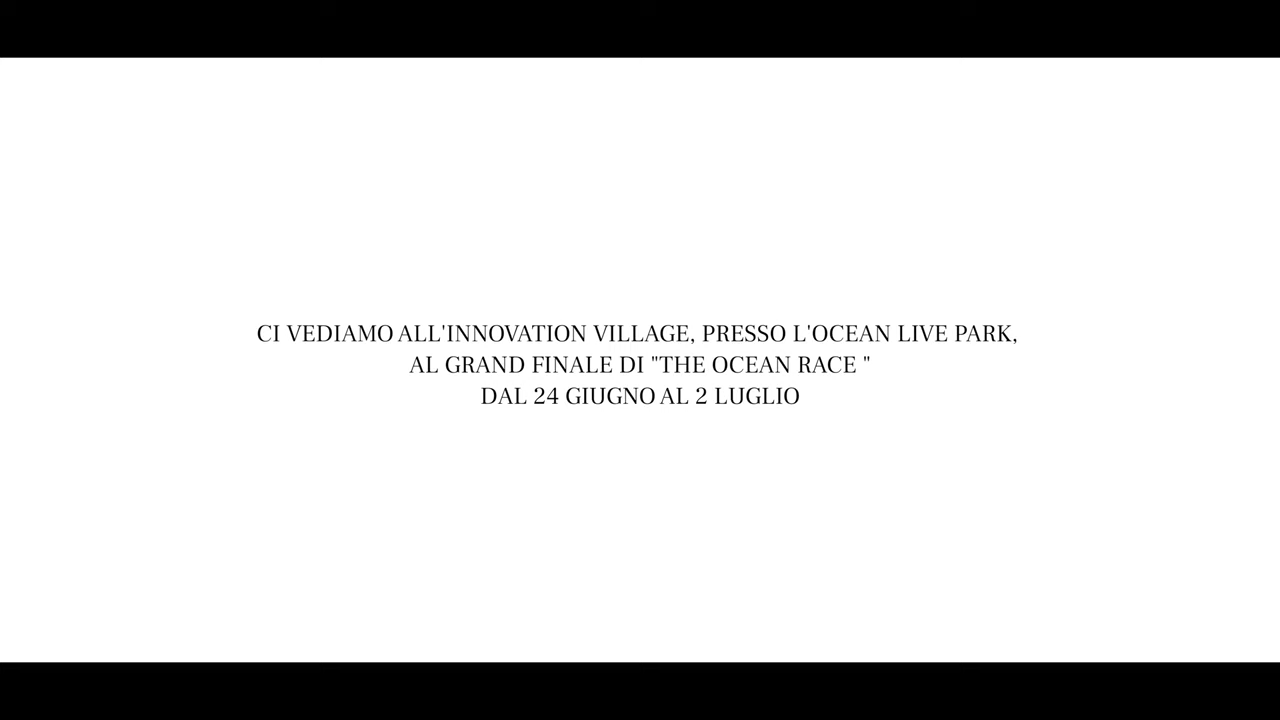 CI VEDIAMO ALL'INNOVATION VILLAGE, PRESSO L'OCEAN LIVE PARK,
AL GRAND FINALE DI "THE OCEAN RACE "
DAL 24 GIUGNO AL 2 LUGLIO